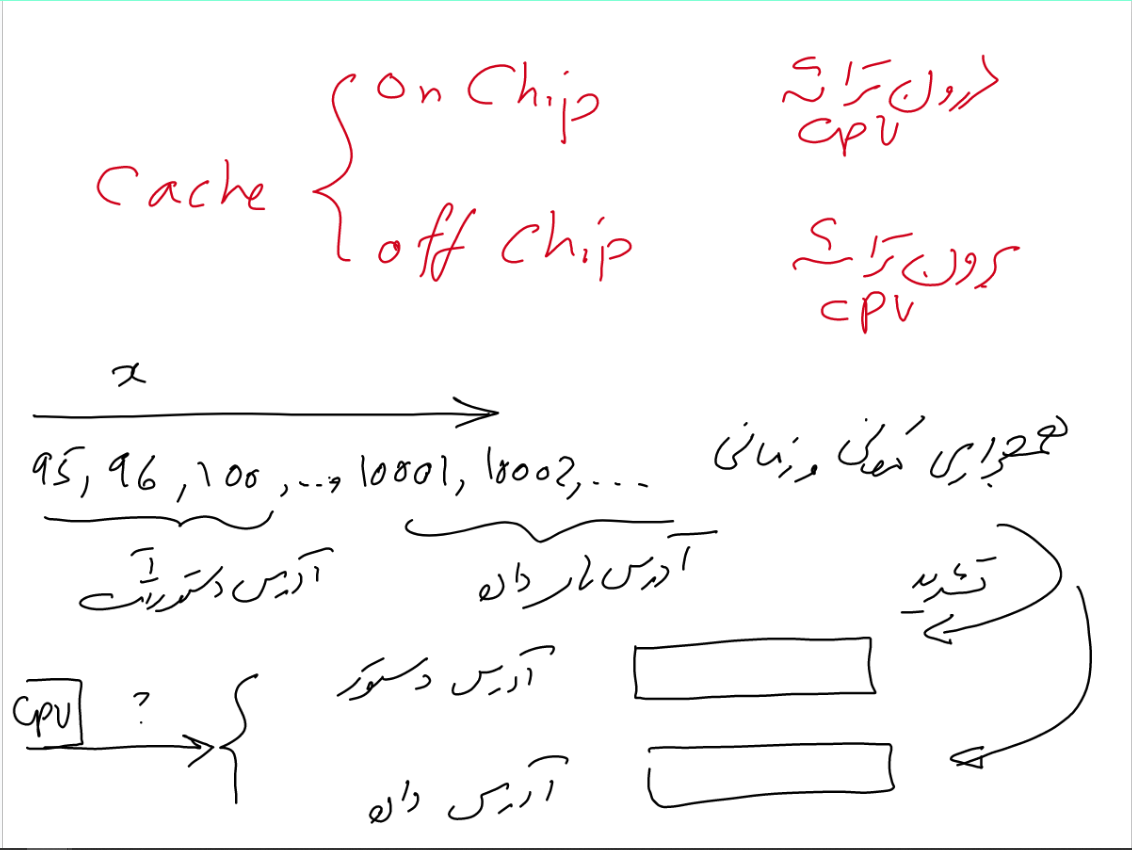 Cache { On Chip درون تراشه CPU
off Chip برون تراشه CPU
x
95, 96, 100, ..., 10001, 10002, ...
همجواری مکانی و زمانی
آدرس دستورات آدرس داده
تشدید
CPU ? { آدرس دستور
آدرس داده